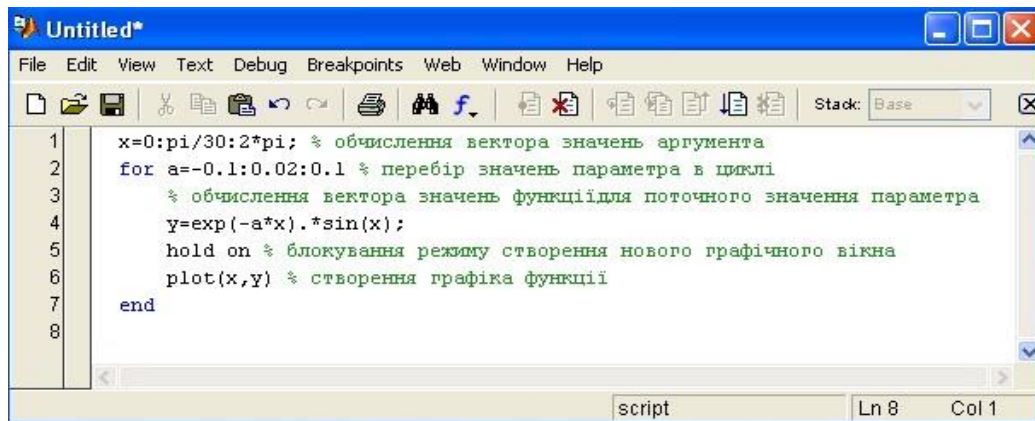 Untitled*
File Edit View Text Debug Breakpoints Web Window Help
Stack: Base
1 x=0:pi/30:2*pi; % обчислення вектора значень аргумента
2 for a=-0.1:0.02:0.1 % перебір значень параметра в циклі
3 % обчислення вектора значень функціїдля поточного значення параметра
4 y=exp(-a*x).*sin(x);
5 hold on % блокування режиму створення нового графічного вікна
6 plot(x,y) % створення графіка функції
7 end
8
script Ln 8 Col 1